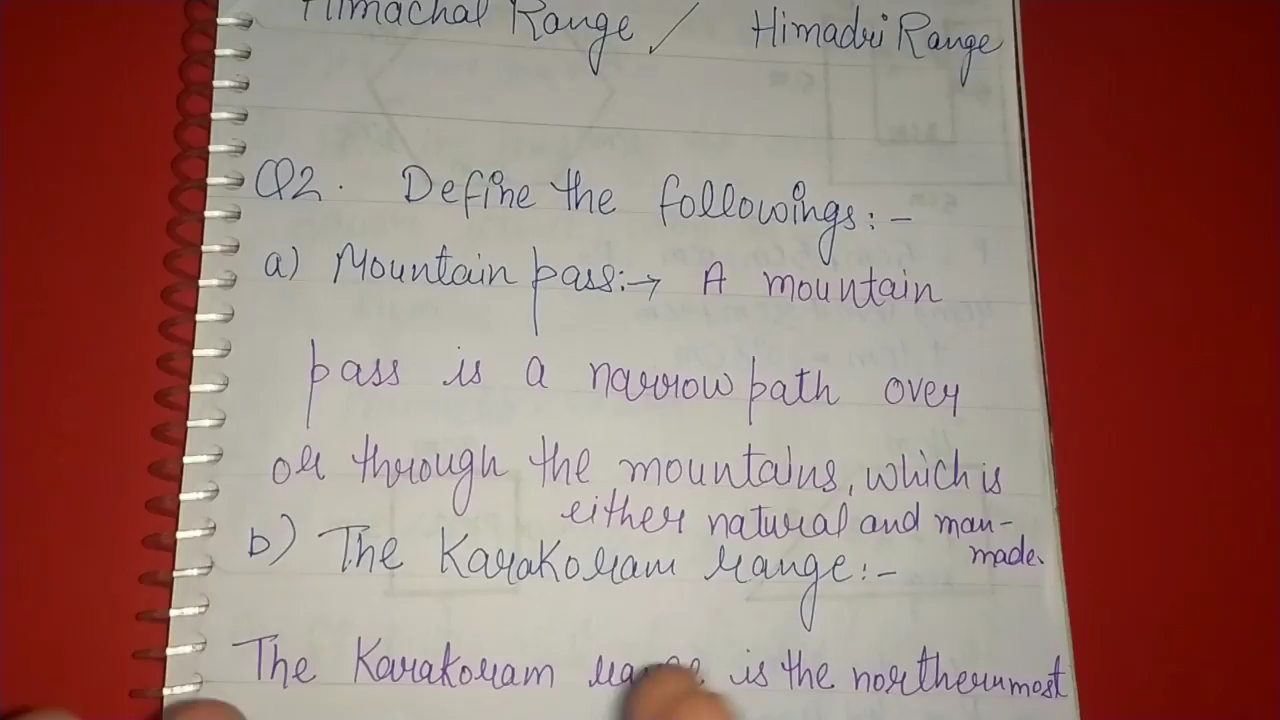 Himachal Range / Himadri Range
Q2. Define the followings:-
a) Mountain pass:→ A mountain
pass is a narrow path over
or through the mountains, which is
either natural and man-
made.
b) The Karakoram range:-
The Karakoram range is the northernmost